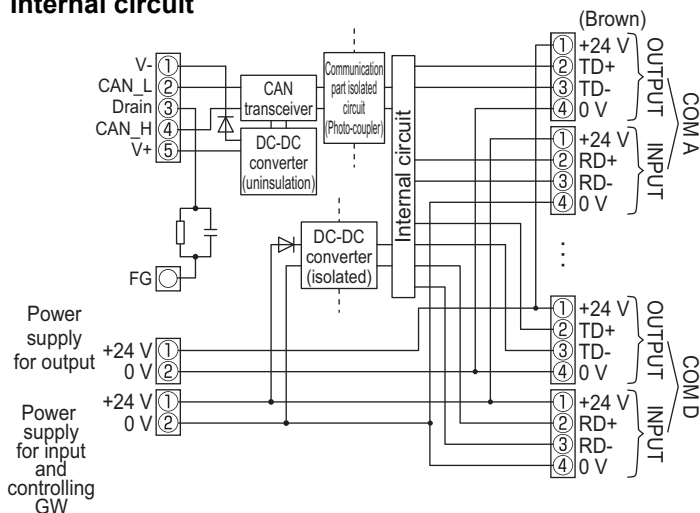 Internal circuit
V- ①
CAN_L ②
Drain ③
CAN_H ④
V+ ⑤
CAN
transceiver
DC-DC
converter
(uninsulation)
Communication
part isolated
circuit
(Photo-coupler)
Internal circuit
DC-DC
converter
(isolated)
FG
Power
supply
for output
+24 V ①
0 V ②
Power
supply
for input
and
controlling
GW
+24 V ①
0 V ②
(Brown)
① +24 V
② TD+
③ TD-
④ 0 V
OUTPUT
① +24 V
② RD+
③ RD-
④ 0 V
INPUT
COM A
⋮
① +24 V
② TD+
③ TD-
④ 0 V
OUTPUT
① +24 V
② RD+
③ RD-
④ 0 V
INPUT
COM D